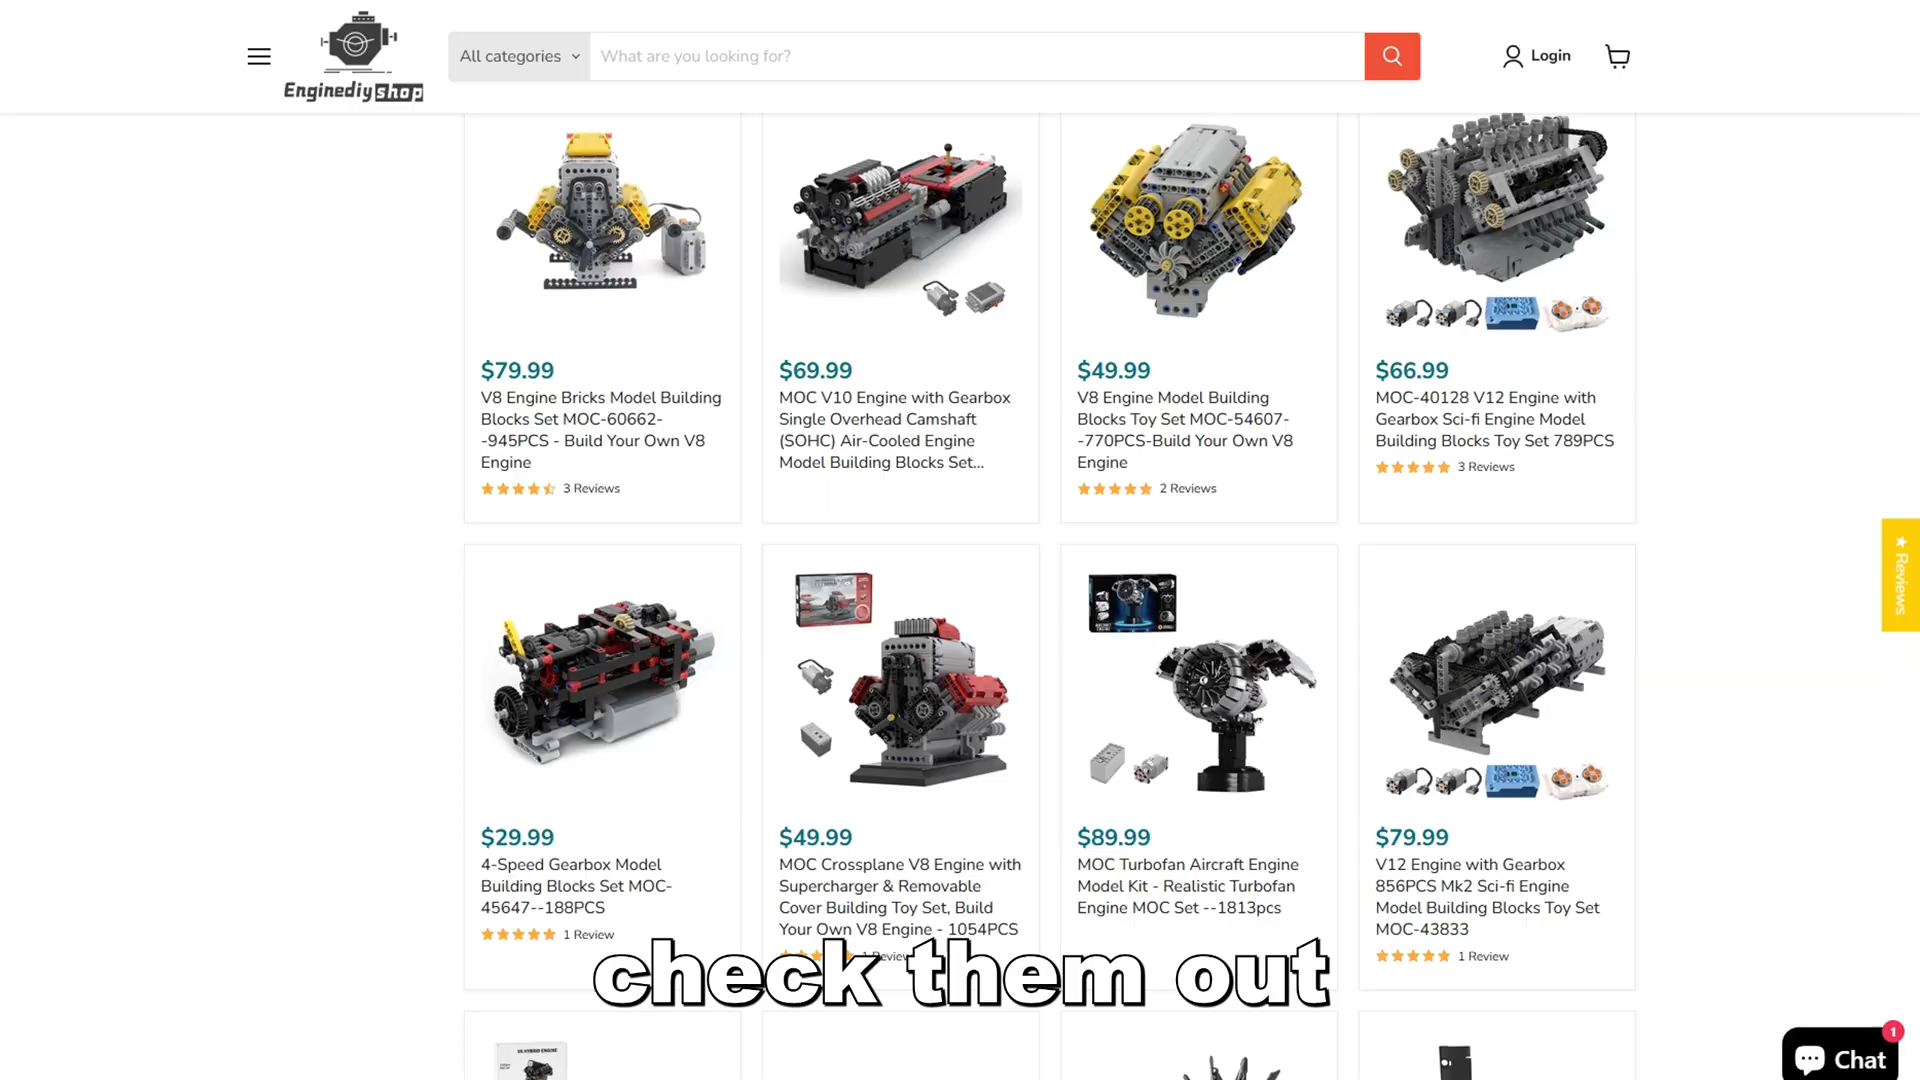 Enginediyshop
All categories
What are you looking for?
Login
$79.99
V8 Engine Bricks Model Building
Blocks Set MOC-60662-
-945PCS - Build Your Own V8
Engine
3 Reviews
$69.99
MOC V10 Engine with Gearbox
Single Overhead Camshaft
(SOHC) Air-Cooled Engine
Model Building Blocks Set...
$49.99
V8 Engine Model Building
Blocks Toy Set MOC-54607-
-770PCS-Build Your Own V8
Engine
2 Reviews
$66.99
MOC-40128 V12 Engine with
Gearbox Sci-fi Engine Model
Building Blocks Toy Set 789PCS
3 Reviews
★ Reviews
$29.99
4-Speed Gearbox Model
Building Blocks Set MOC-
45647--188PCS
1 Review
$49.99
MOC Crossplane V8 Engine with
Supercharger & Removable
Cover Building Toy Set, Build
Your Own V8 Engine - 1054PCS
1 Review
$89.99
MOC Turbofan Aircraft Engine
Model Kit - Realistic Turbofan
Engine MOC Set --1813pcs
$79.99
V12 Engine with Gearbox
856PCS Mk2 Sci-fi Engine
Model Building Blocks Toy Set
MOC-43833
1 Review
check them out
1
Chat